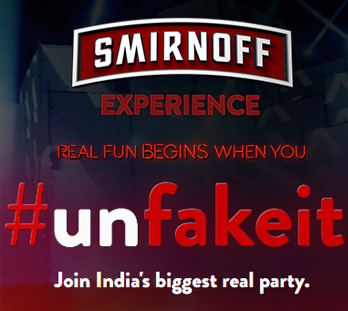 SMIRNOFF
EXPERIENCE
REAL FUN BEGINS WHEN YOU
#unfakeit
Join India's biggest real party.